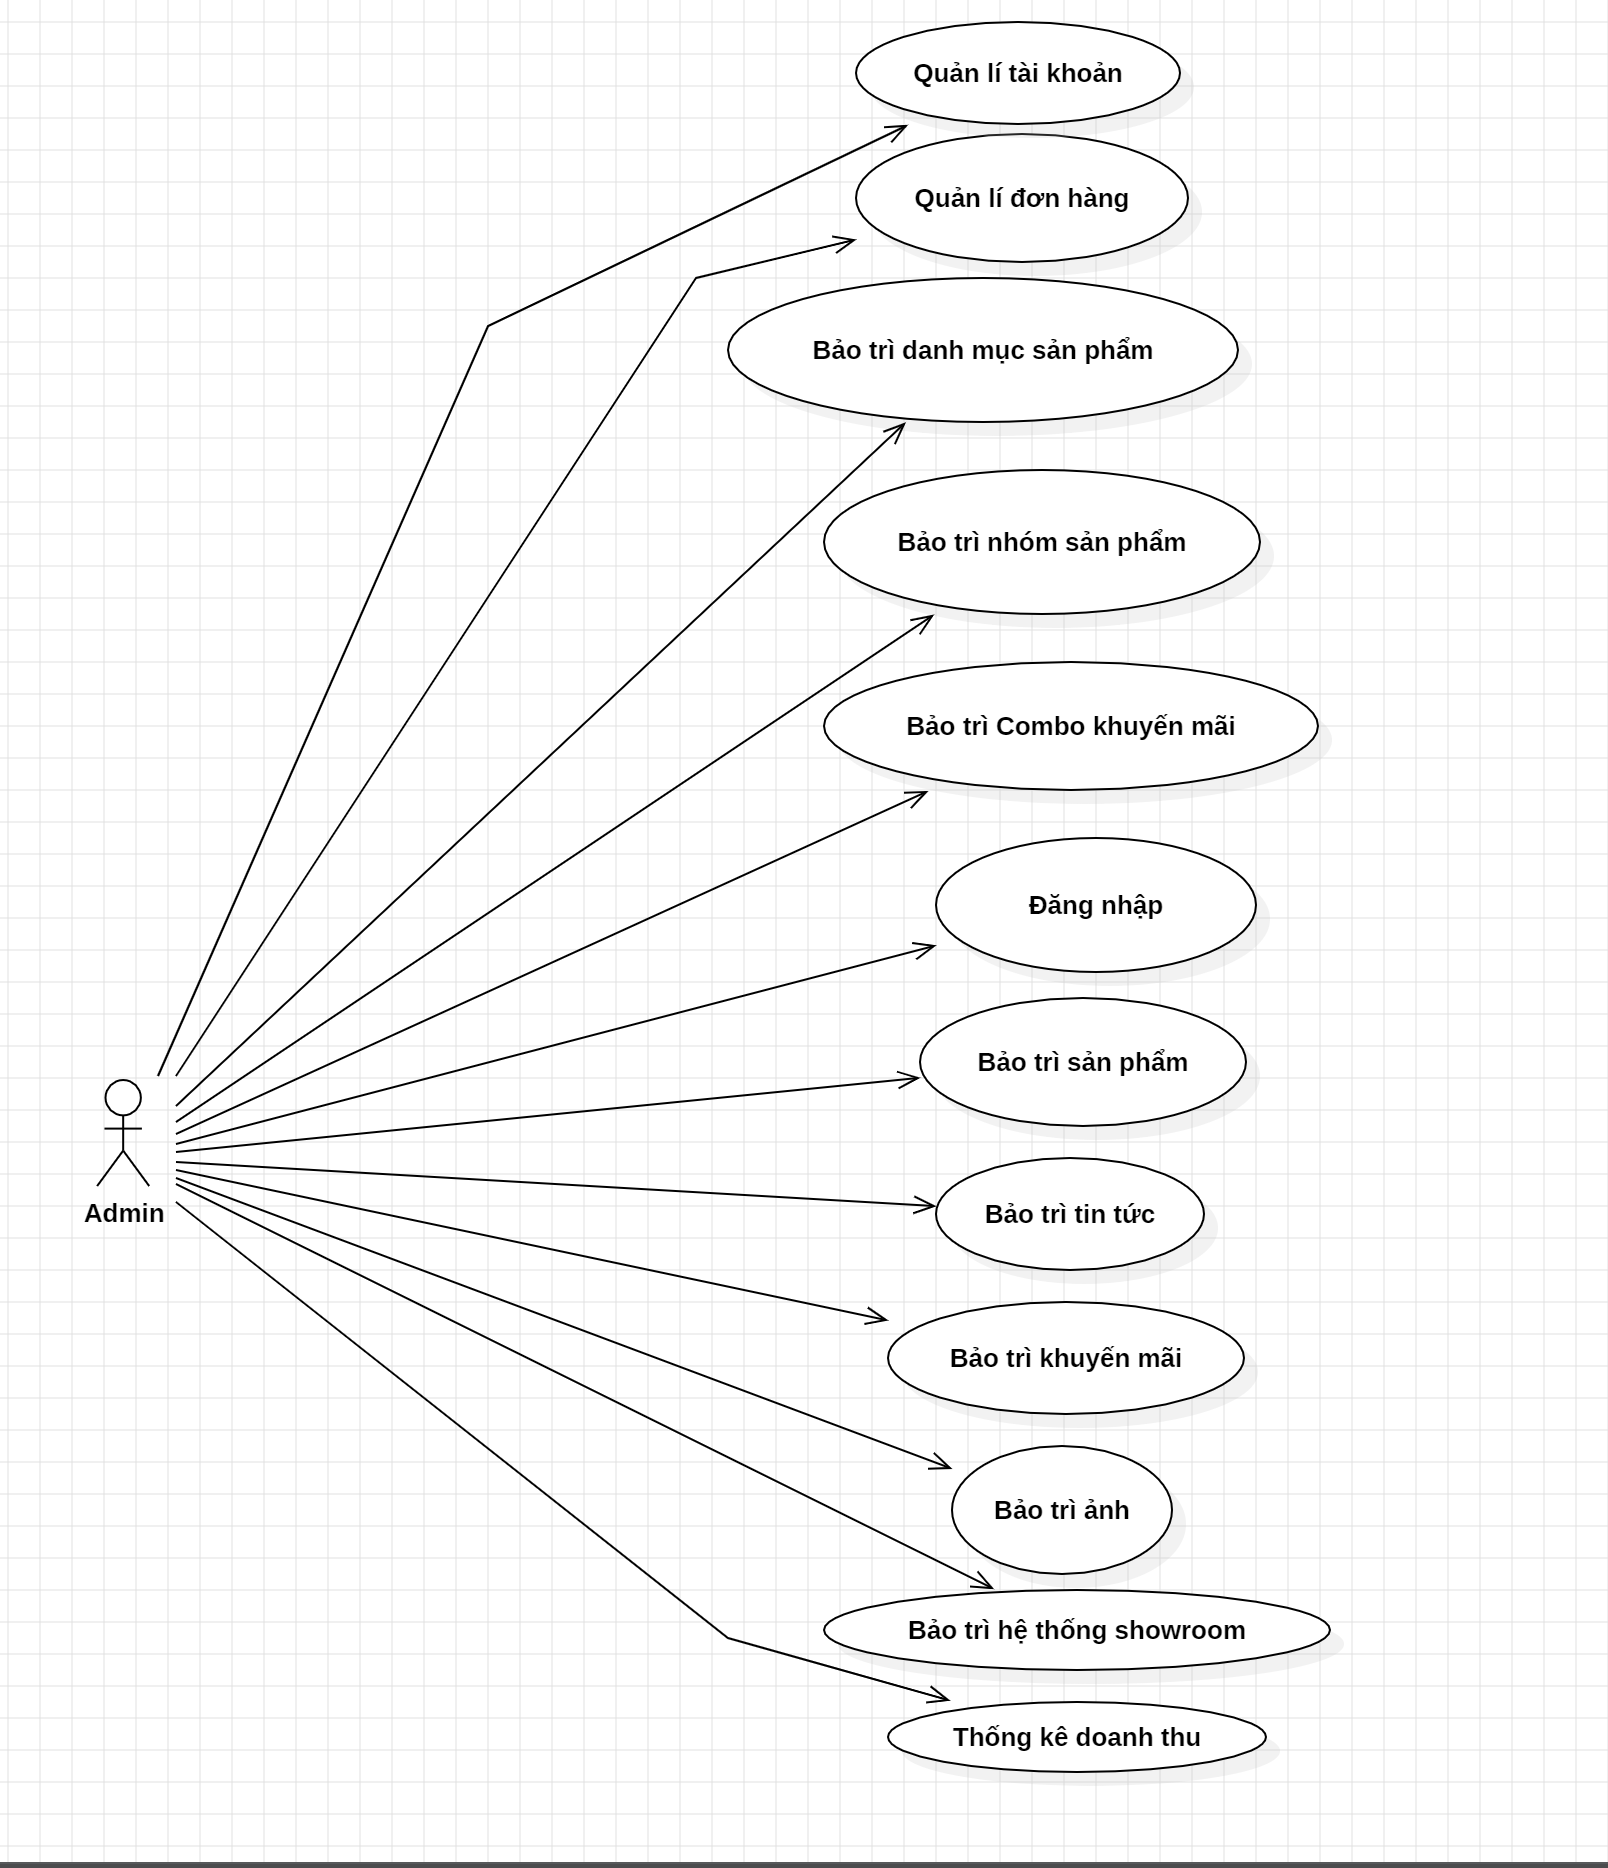 Quản lí tài khoản
Quản lí đơn hàng
Bảo trì danh mục sản phẩm
Bảo trì nhóm sản phẩm
Bảo trì Combo khuyến mãi
Đăng nhập
Bảo trì sản phẩm
Bảo trì tin tức
Bảo trì khuyến mãi
Bảo trì ảnh
Bảo trì hệ thống showroom
Thống kê doanh thu
Admin